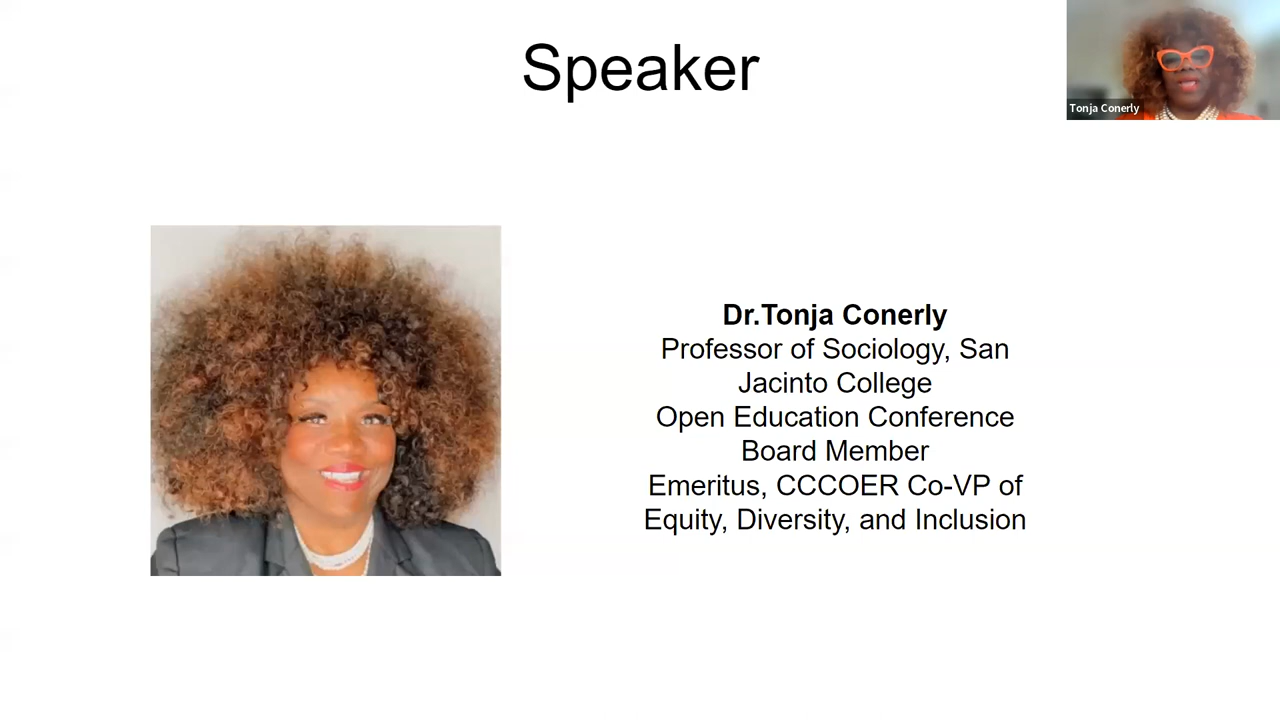 Speaker
Tonja Conerly
Dr.Tonja Conerly
Professor of Sociology, San
Jacinto College
Open Education Conference
Board Member
Emeritus, CCCOER Co-VP of
Equity, Diversity, and Inclusion